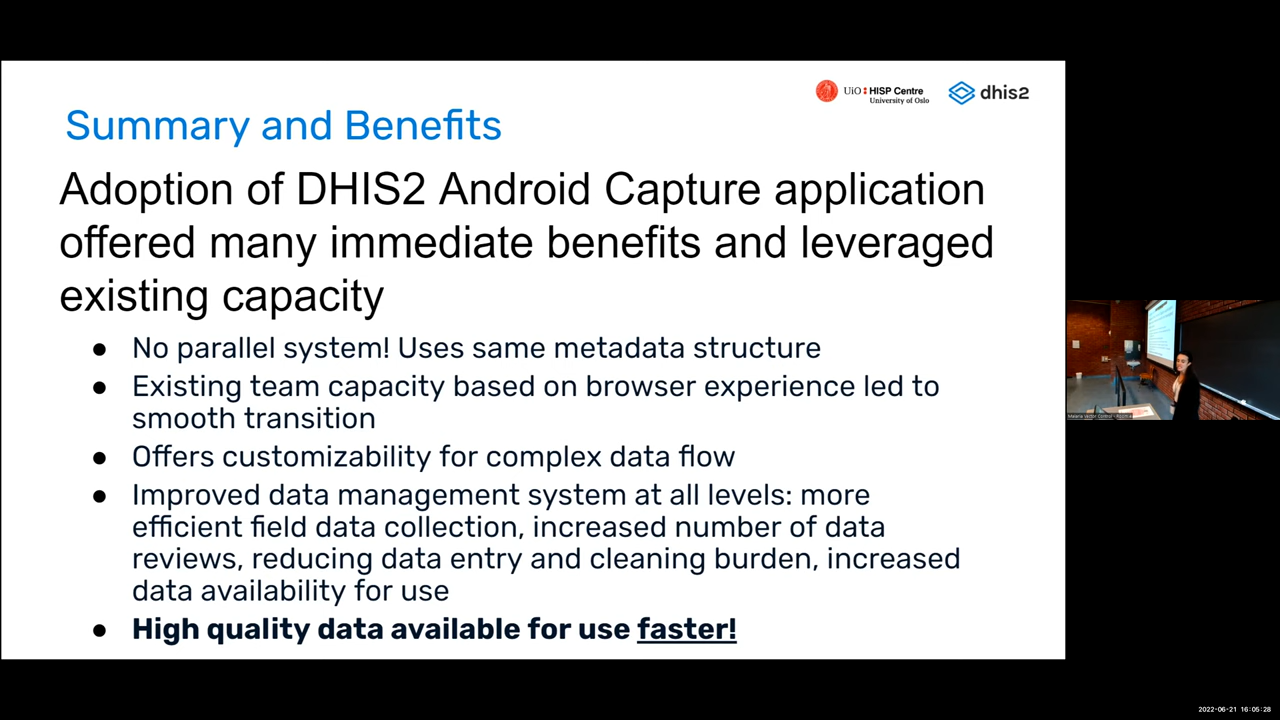 UiO HISP Centre
University of Oslo
dhis2
Summary and Benefits
Adoption of DHIS2 Android Capture application
offered many immediate benefits and leveraged
existing capacity
● No parallel system! Uses same metadata structure
● Existing team capacity based on browser experience led to
smooth transition
● Offers customizability for complex data flow
● Improved data management system at all levels: more
efficient field data collection, increased number of data
reviews, reducing data entry and cleaning burden, increased
data availability for use
● High quality data available for use faster!
2022-06-21 16:05:28